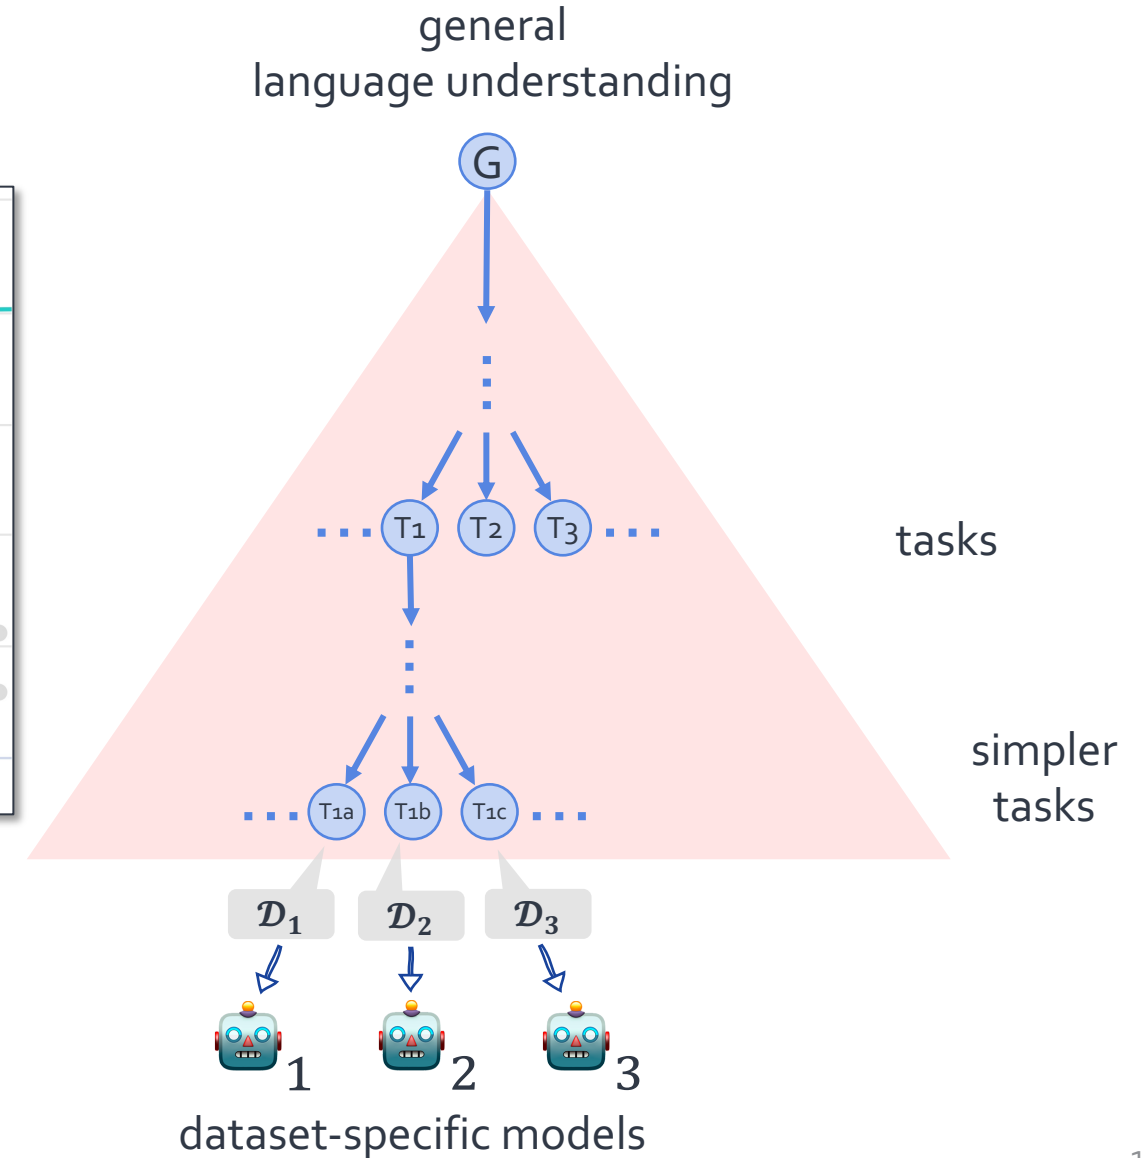 general
language understanding
G
T1 T2 T3
tasks
simpler
tasks
T1a T1b T1c
𝒟1 𝒟2 𝒟3
1 2 3
dataset-specific models